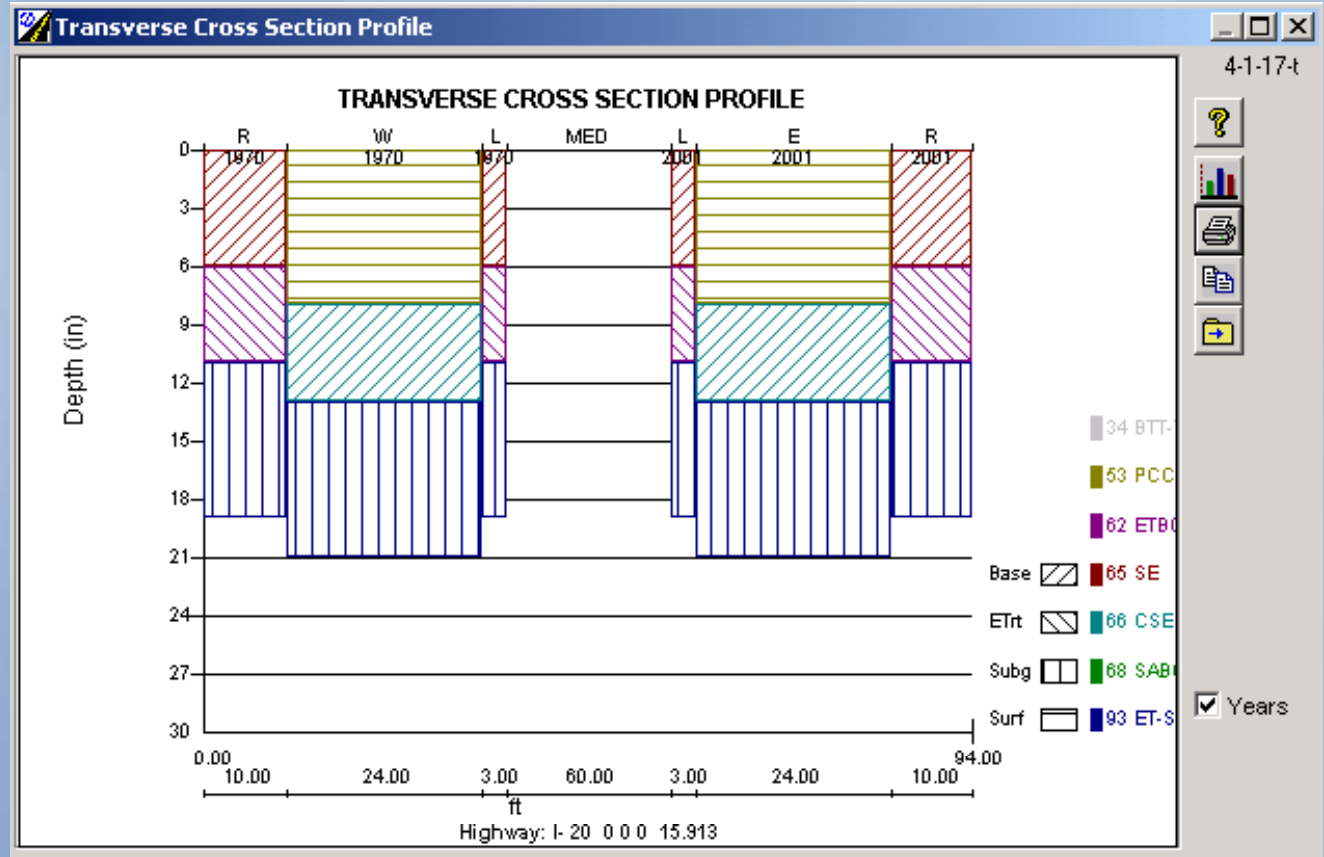 Transverse Cross Section Profile
4-1-17-t
TRANSVERSE CROSS SECTION PROFILE
R W L MED L E R
1970 1970 1970 2001 2001 2001
Depth (in)
0
3
6
9
12
15
18
21
24
27
30
34 BTT-
53 PCC
62 ETB
Base 65 SE
ETrt 66 CSE
Subg 68 SAB
Surf 93 ET-S
Years
0.00 94.00
10.00 24.00 3.00 60.00 3.00 24.00 10.00
ft
Highway: I- 20 0 0 0 15.913